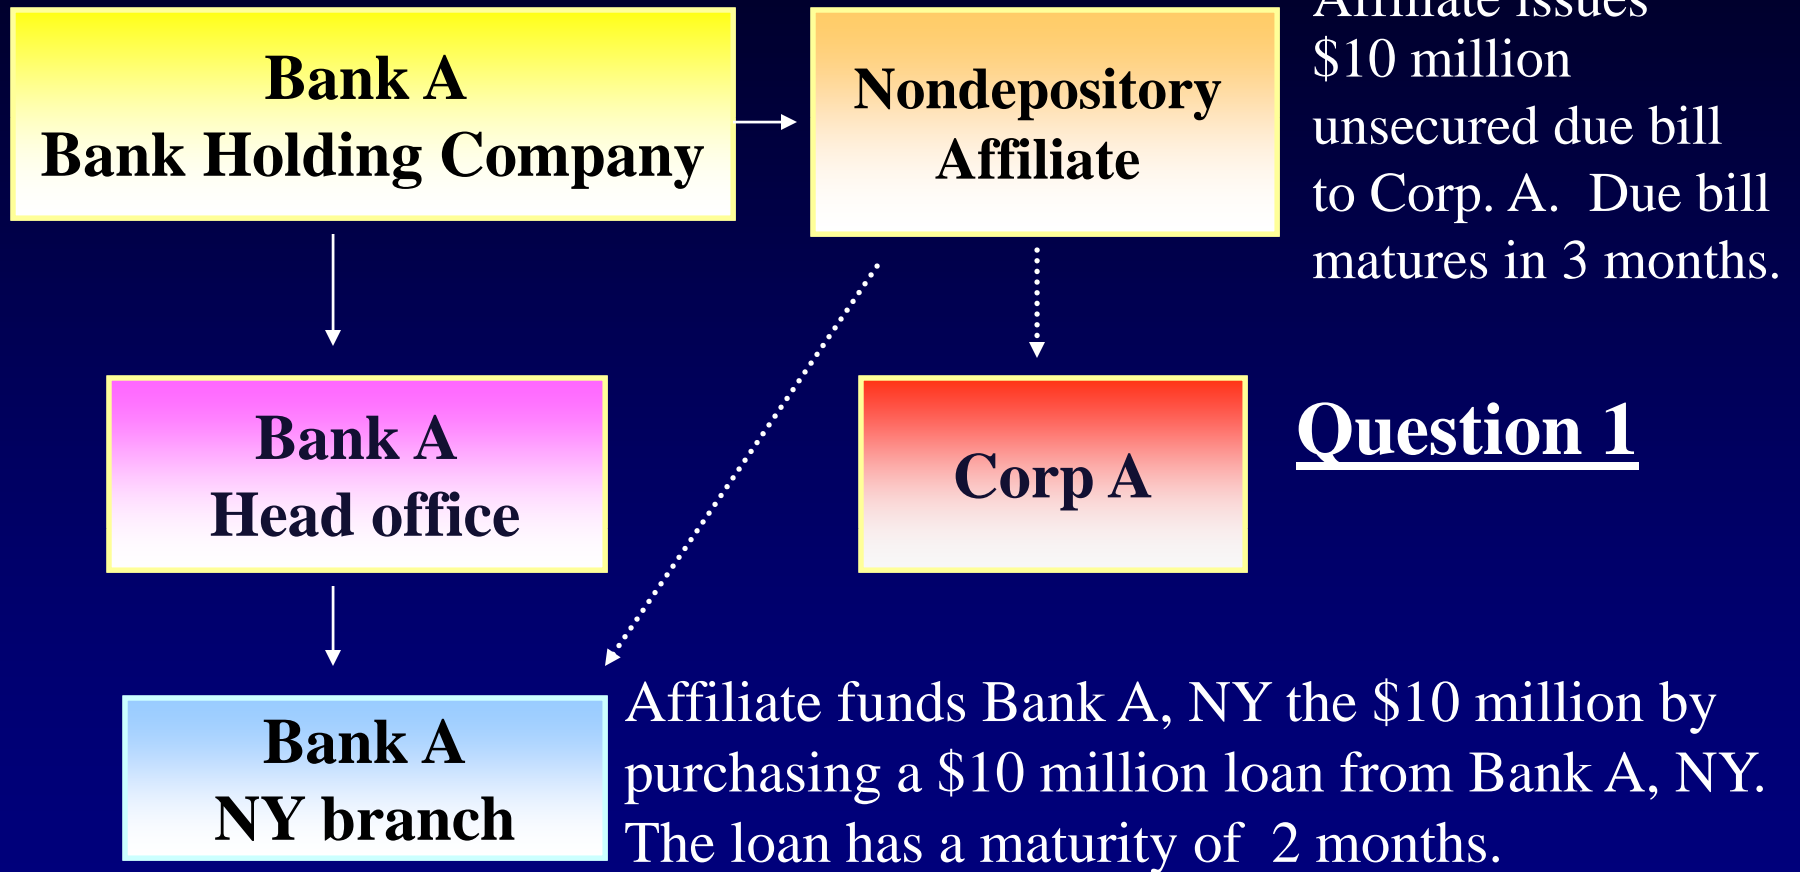 Bank A
Bank Holding Company
Nondepository
Affiliate
Affiliate issues
$10 million
unsecured due bill
to Corp. A. Due bill
matures in 3 months.
Bank A
Head office
Corp A
Question 1
Bank A
NY branch
Affiliate funds Bank A, NY the $10 million by
purchasing a $10 million loan from Bank A, NY.
The loan has a maturity of 2 months.